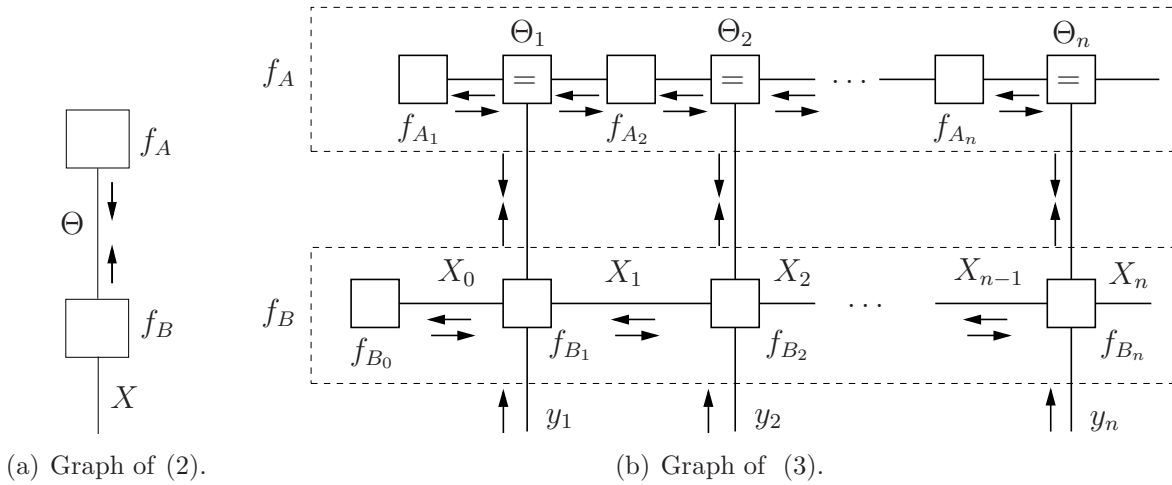 f_A
Θ
f_B
X
(a) Graph of (2).
Θ_1 Θ_2 Θ_n
f_A = = ... =
f_{A_1} f_{A_2} f_{A_n}
X_0 X_1 X_2 X_{n-1} X_n
f_B ...
f_{B_0} f_{B_1} f_{B_2} f_{B_n}
y_1 y_2 y_n
(b) Graph of (3).